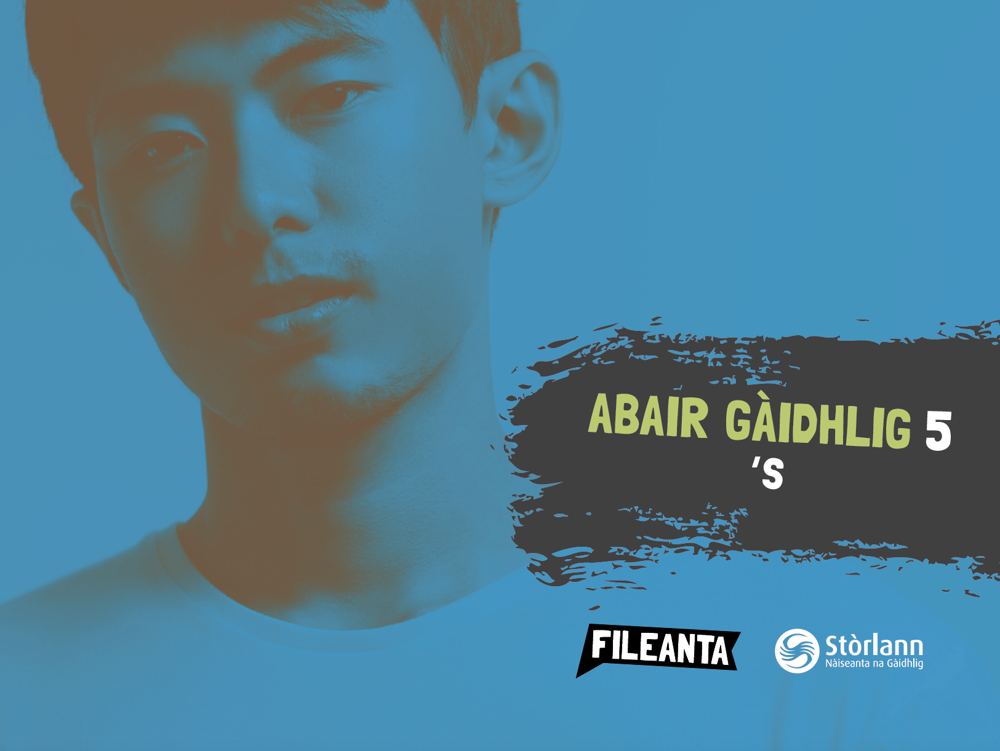 ABAIR GÀIDHLIG 5
’S
FILEANTA
Stòrlann
Nàiseanta na Gàidhlig